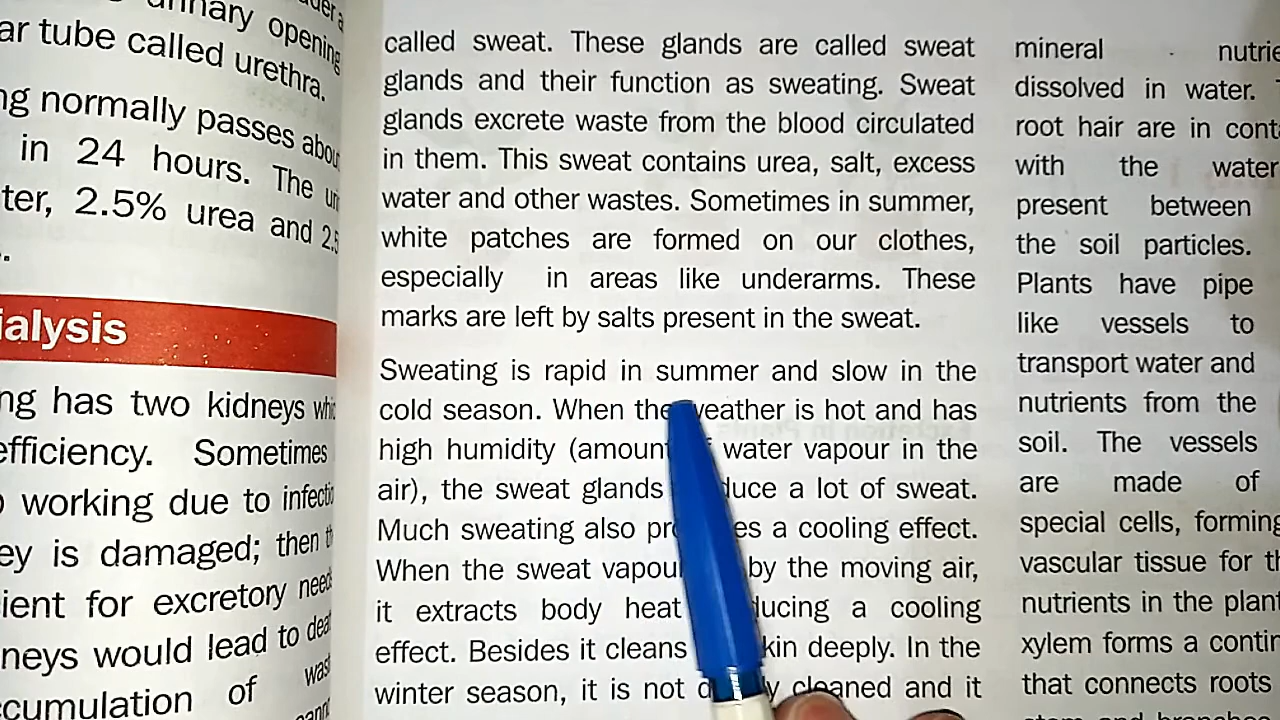 urinary opening
ar tube called urethra.
ng normally passes about
in 24 hours. The
ter, 2.5% urea and
ialysis
ng has two kidneys
efficiency. Sometimes
working due to
ey is damaged; then
ient for excretory
neys would lead to
ccumulation of
called sweat. These glands are called sweat
glands and their function as sweating. Sweat
glands excrete waste from the blood circulated
in them. This sweat contains urea, salt, excess
water and other wastes. Sometimes in summer,
white patches are formed on our clothes,
especially in areas like underarms. These
marks are left by salts present in the sweat.
Sweating is rapid in summer and slow in the
cold season. When the weather is hot and has
high humidity (amount water vapour in the
air), the sweat glands duce a lot of sweat.
Much sweating also es a cooling effect.
When the sweat vapou by the moving air,
it extracts body heat ducing a cooling
effect. Besides it cleans kin deeply. In the
winter season, it is not cleaned and it
mineral nutrie
dissolved in water.
root hair are in cont
with the water
present between
the soil particles.
Plants have pipe
like vessels to
transport water and
nutrients from the
soil. The vessels
are made of
special cells, forming
vascular tissue for th
nutrients in the plant
xylem forms a contin
that connects roots